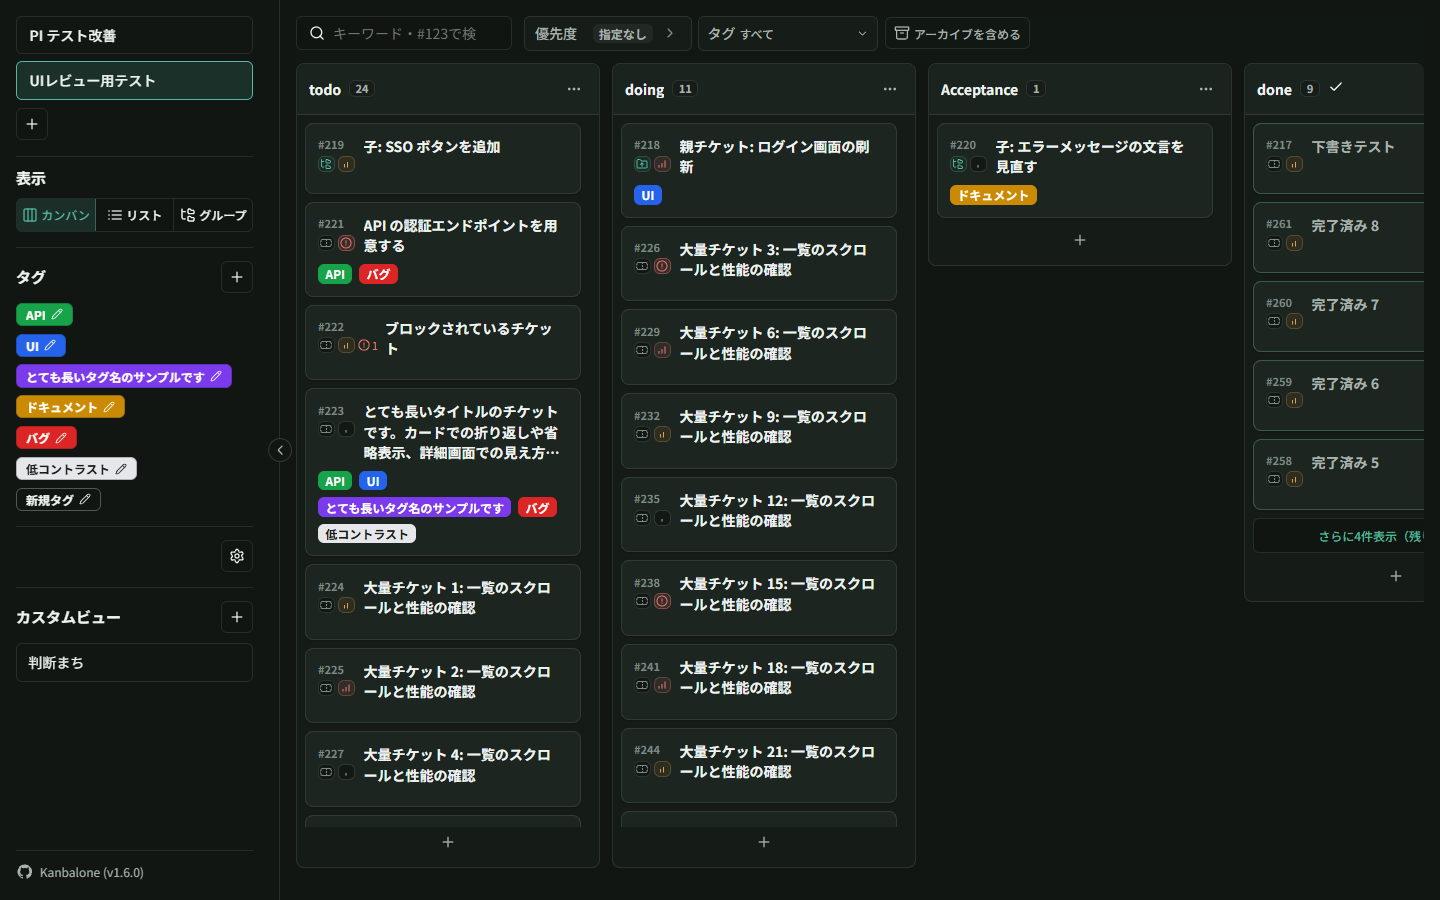 PI テスト改善
UIレビュー用テスト
表示
カンバン
リスト
グループ
タグ
API
UI
とても長いタグ名のサンプルです
ドキュメント
バグ
低コントラスト
新規タグ
カスタムビュー
判断まち
Kanbalone (v1.6.0)
キーワード・#123で検
優先度 指定なし
タグ すべて
アーカイブを含める
todo 24
#219
子: SSO ボタンを追加
#221
API の認証エンドポイントを用
意する
API バグ
#222
ブロックされているチケッ
ト
1
#223
とても長いタイトルのチケット
です。カードでの折り返しや省
略表示、詳細画面での見え方…
API UI
とても長いタグ名のサンプルです バグ
低コントラスト
#224
大量チケット 1: 一覧のスクロ
ールと性能の確認
#225
大量チケット 2: 一覧のスクロ
ールと性能の確認
#227
大量チケット 4: 一覧のスクロ
ールと性能の確認
doing 11
#218
親チケット: ログイン画面の刷
新
UI
#226
大量チケット 3: 一覧のスクロ
ールと性能の確認
#229
大量チケット 6: 一覧のスクロ
ールと性能の確認
#232
大量チケット 9: 一覧のスクロ
ールと性能の確認
#235
大量チケット 12: 一覧のスクロ
ールと性能の確認
#238
大量チケット 15: 一覧のスクロ
ールと性能の確認
#241
大量チケット 18: 一覧のスクロ
ールと性能の確認
#244
大量チケット 21: 一覧のスクロ
ールと性能の確認
Acceptance 1
#220
子: エラーメッセージの文言を
見直す
ドキュメント
done 9
#217
下書きテスト
#261
完了済み 8
#260
完了済み 7
#259
完了済み 6
#258
完了済み 5
さらに4件表示（残